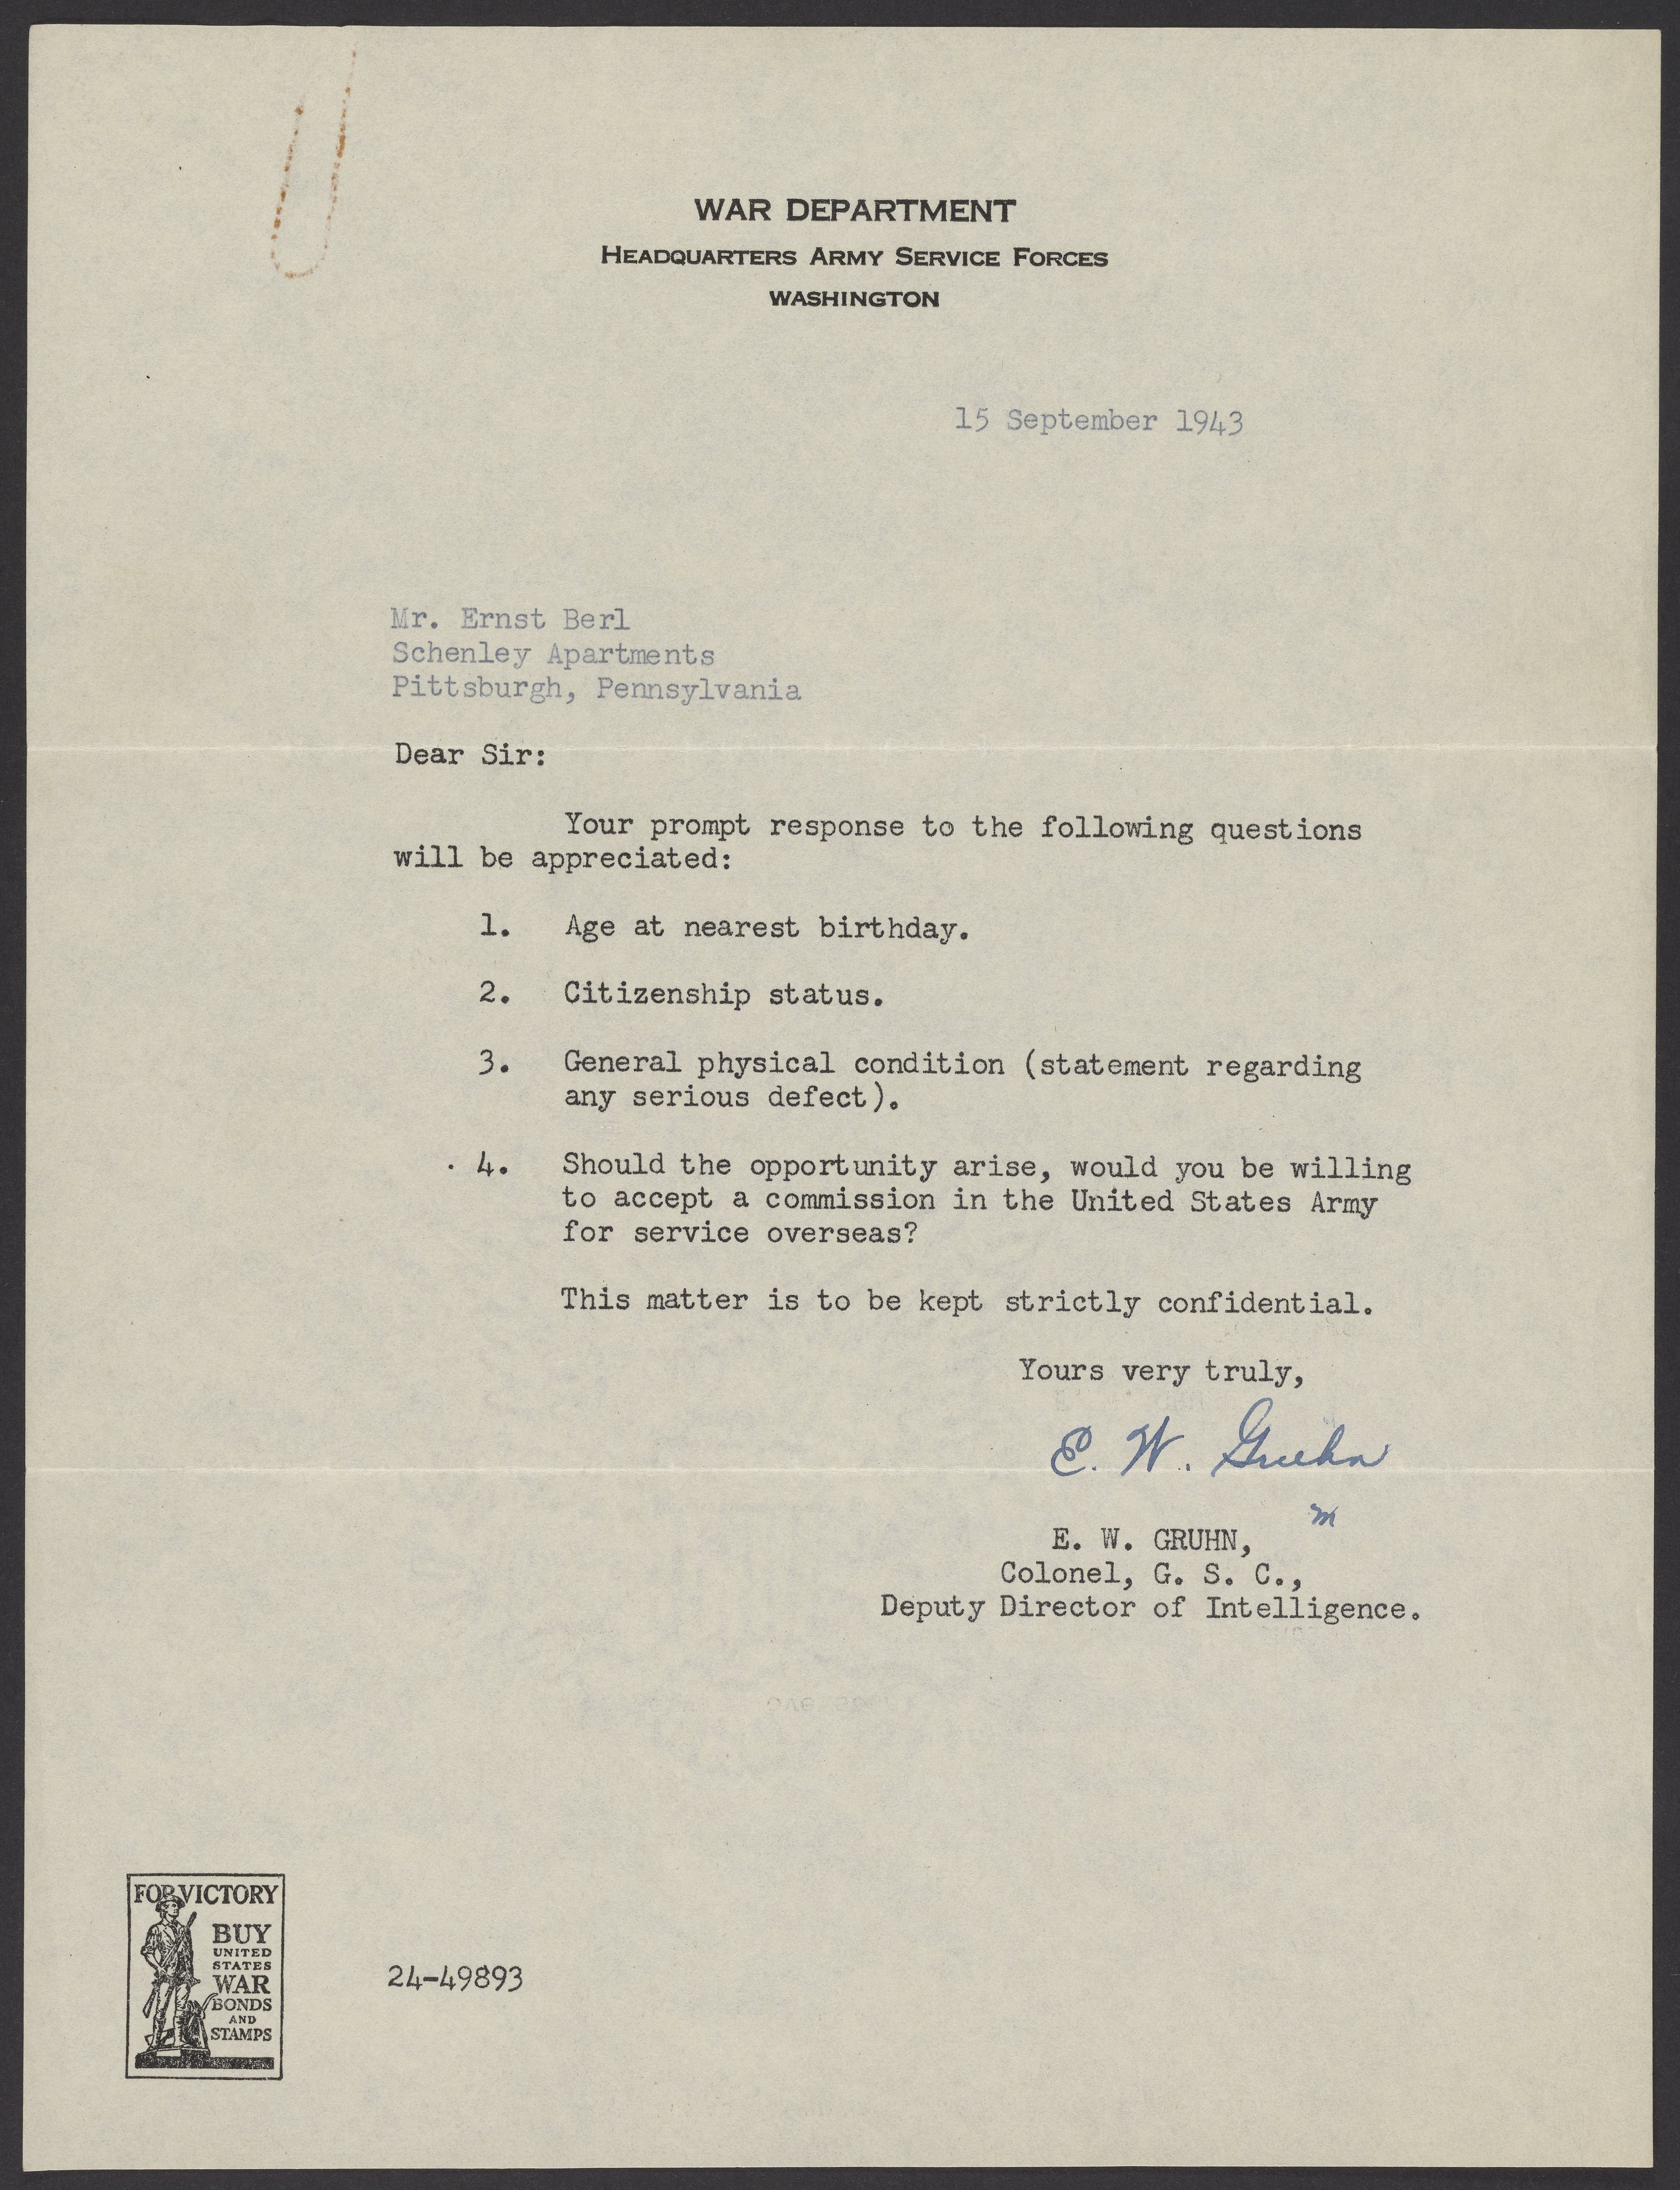 WAR DEPARTMENT
HEADQUARTERS ARMY SERVICE FORCES
WASHINGTON
15 September 1943
Mr. Ernst Berl
Schenley Apartments
Pittsburgh, Pennsylvania
Dear Sir:
Your prompt response to the following questions
will be appreciated:
1. Age at nearest birthday.
2. Citizenship status.
3. General physical condition (statement regarding
any serious defect).
4. Should the opportunity arise, would you be willing
to accept a commission in the United States Army
for service overseas?
This matter is to be kept strictly confidential.
Yours very truly,
E. W. Gruhn
m
E. W. GRUHN,
Colonel, G. S. C.,
Deputy Director of Intelligence.
FOR VICTORY
BUY
UNITED
STATES
WAR
BONDS
AND
STAMPS
24-49893